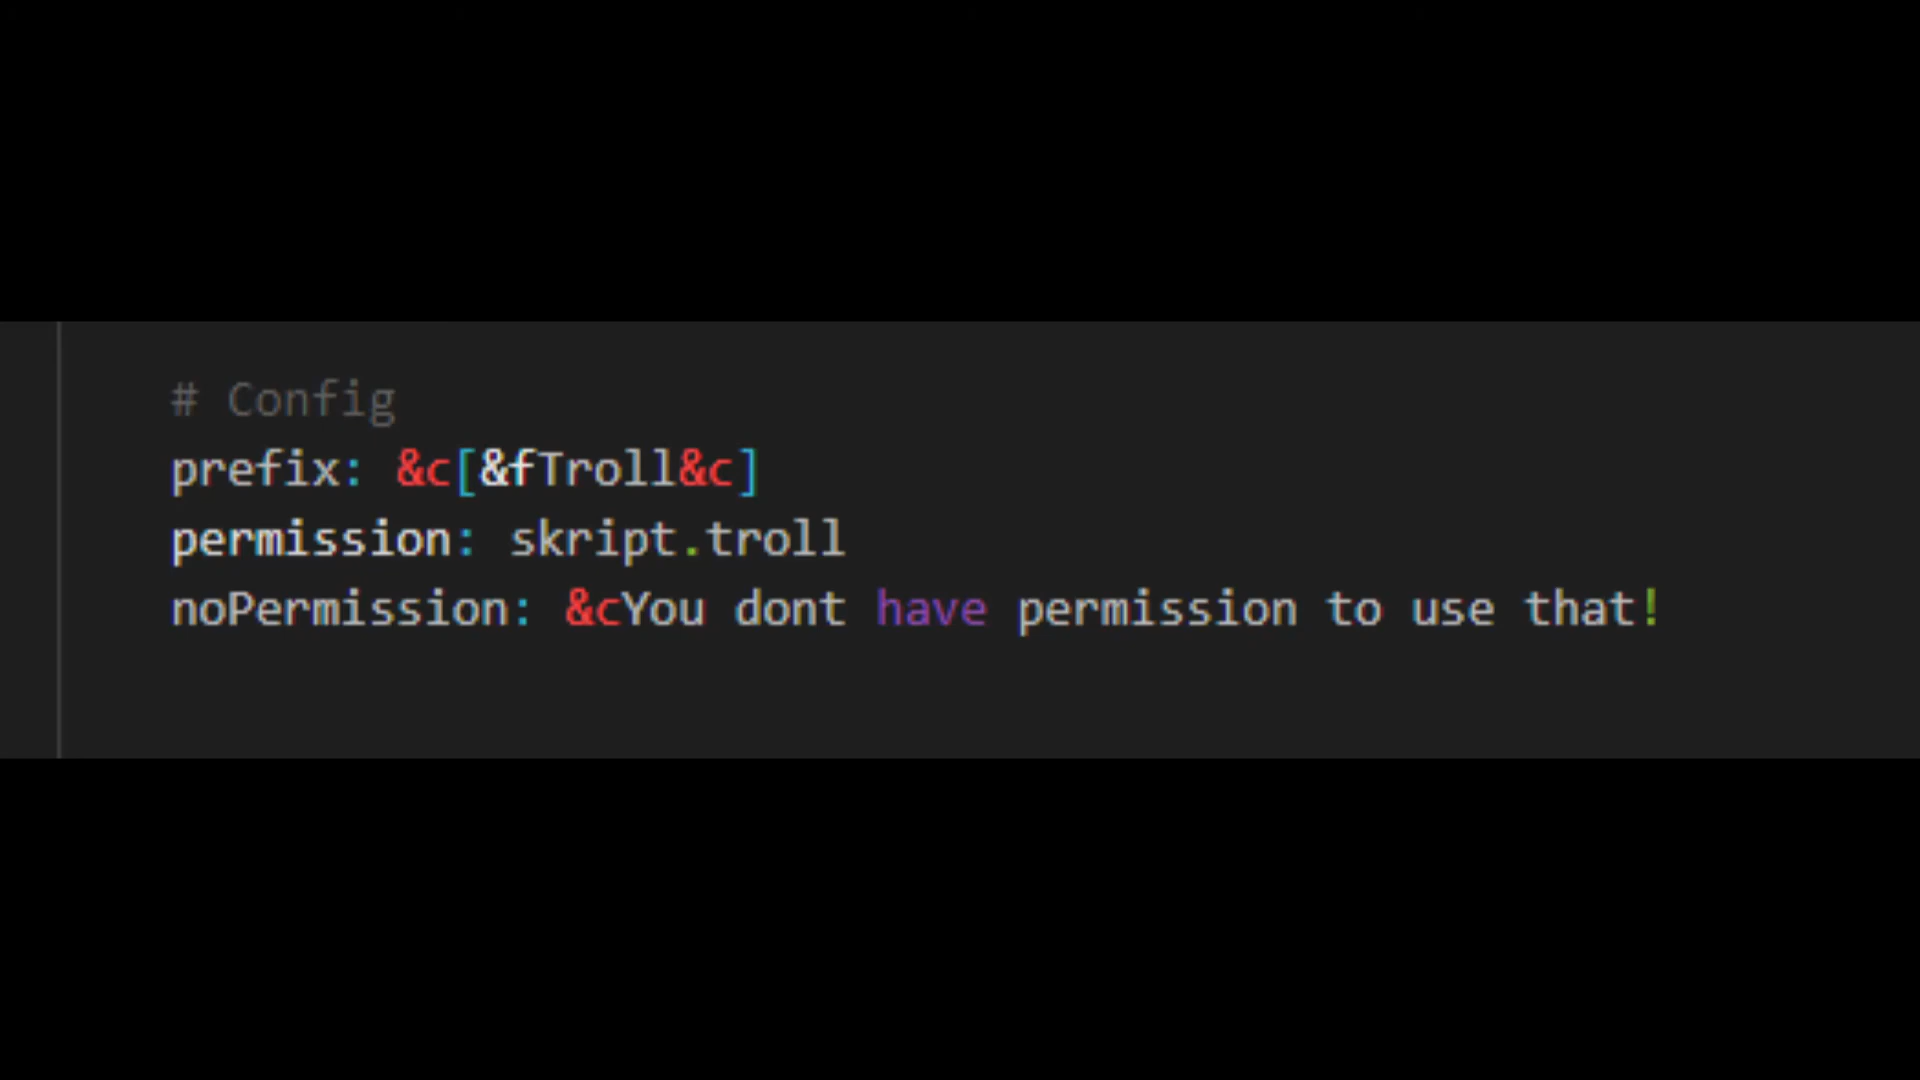 # Config
prefix: &c[&fTroll&c]
permission: skript.troll
noPermission: &cYou dont have permission to use that!